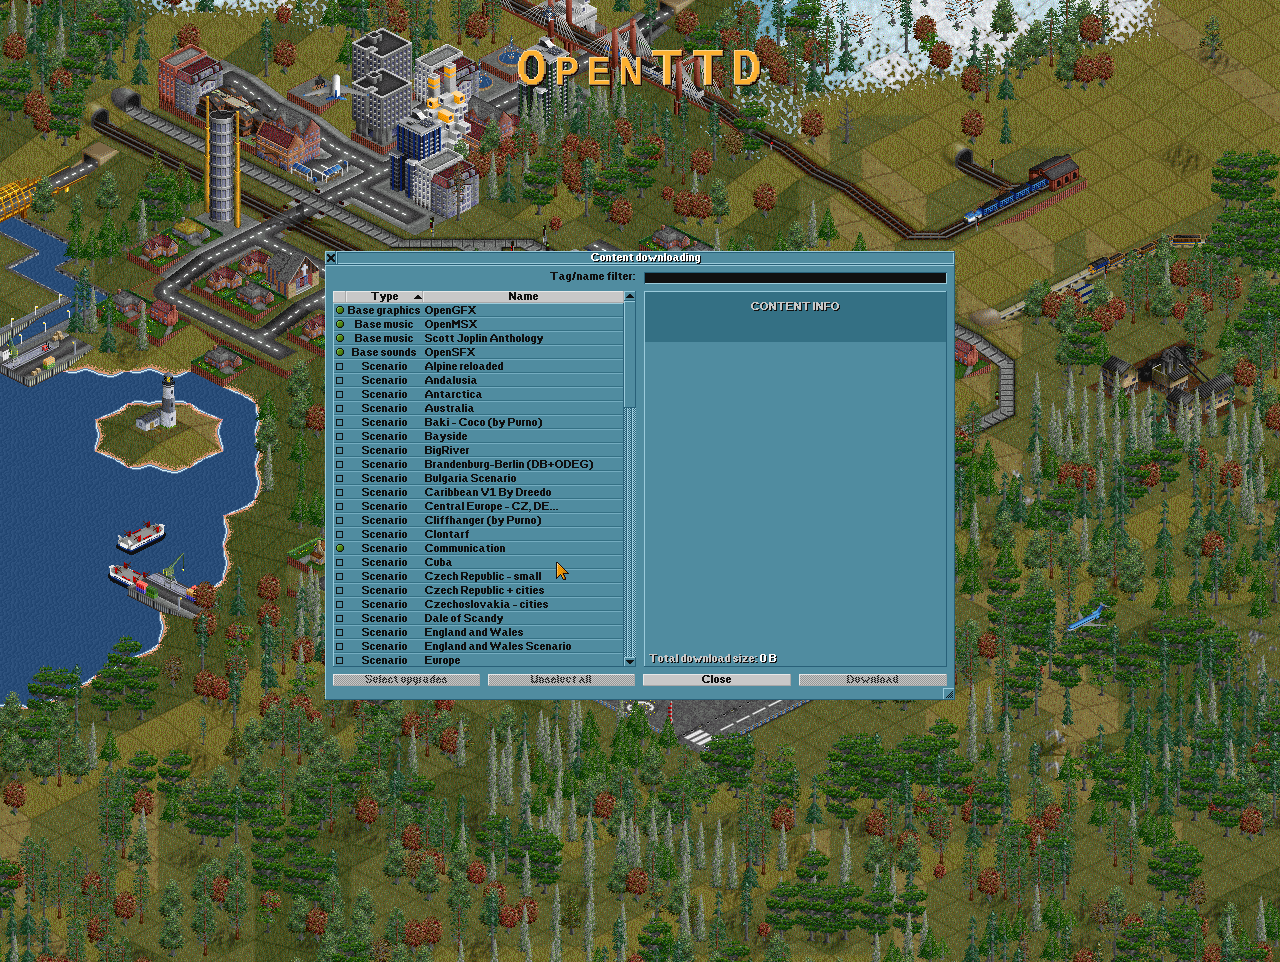 OPENTTD
Content downloading
Tag/name filter:
Type Name
CONTENT INFO
Base graphics OpenGFX
Base music OpenMSX
Base music Scott Joplin Anthology
Base sounds OpenSFX
Scenario Alpine reloaded
Scenario Andalusia
Scenario Antarctica
Scenario Australia
Scenario Baki - Coco (by Purno)
Scenario Bayside
Scenario BigRiver
Scenario Brandenburg-Berlin (DB+ODEG)
Scenario Bulgaria Scenario
Scenario Caribbean V1 By Dreedo
Scenario Central Europe - CZ, DE...
Scenario Cliffhanger (by Purno)
Scenario Clontarf
Scenario Communication
Scenario Cuba
Scenario Czech Republic - small
Scenario Czech Republic + cities
Scenario Czechoslovakia - cities
Scenario Dale of Scandy
Scenario England and Wales
Scenario England and Wales Scenario
Scenario Europe
Total download size: 0 B
Select upgrades Unselect all Close Download